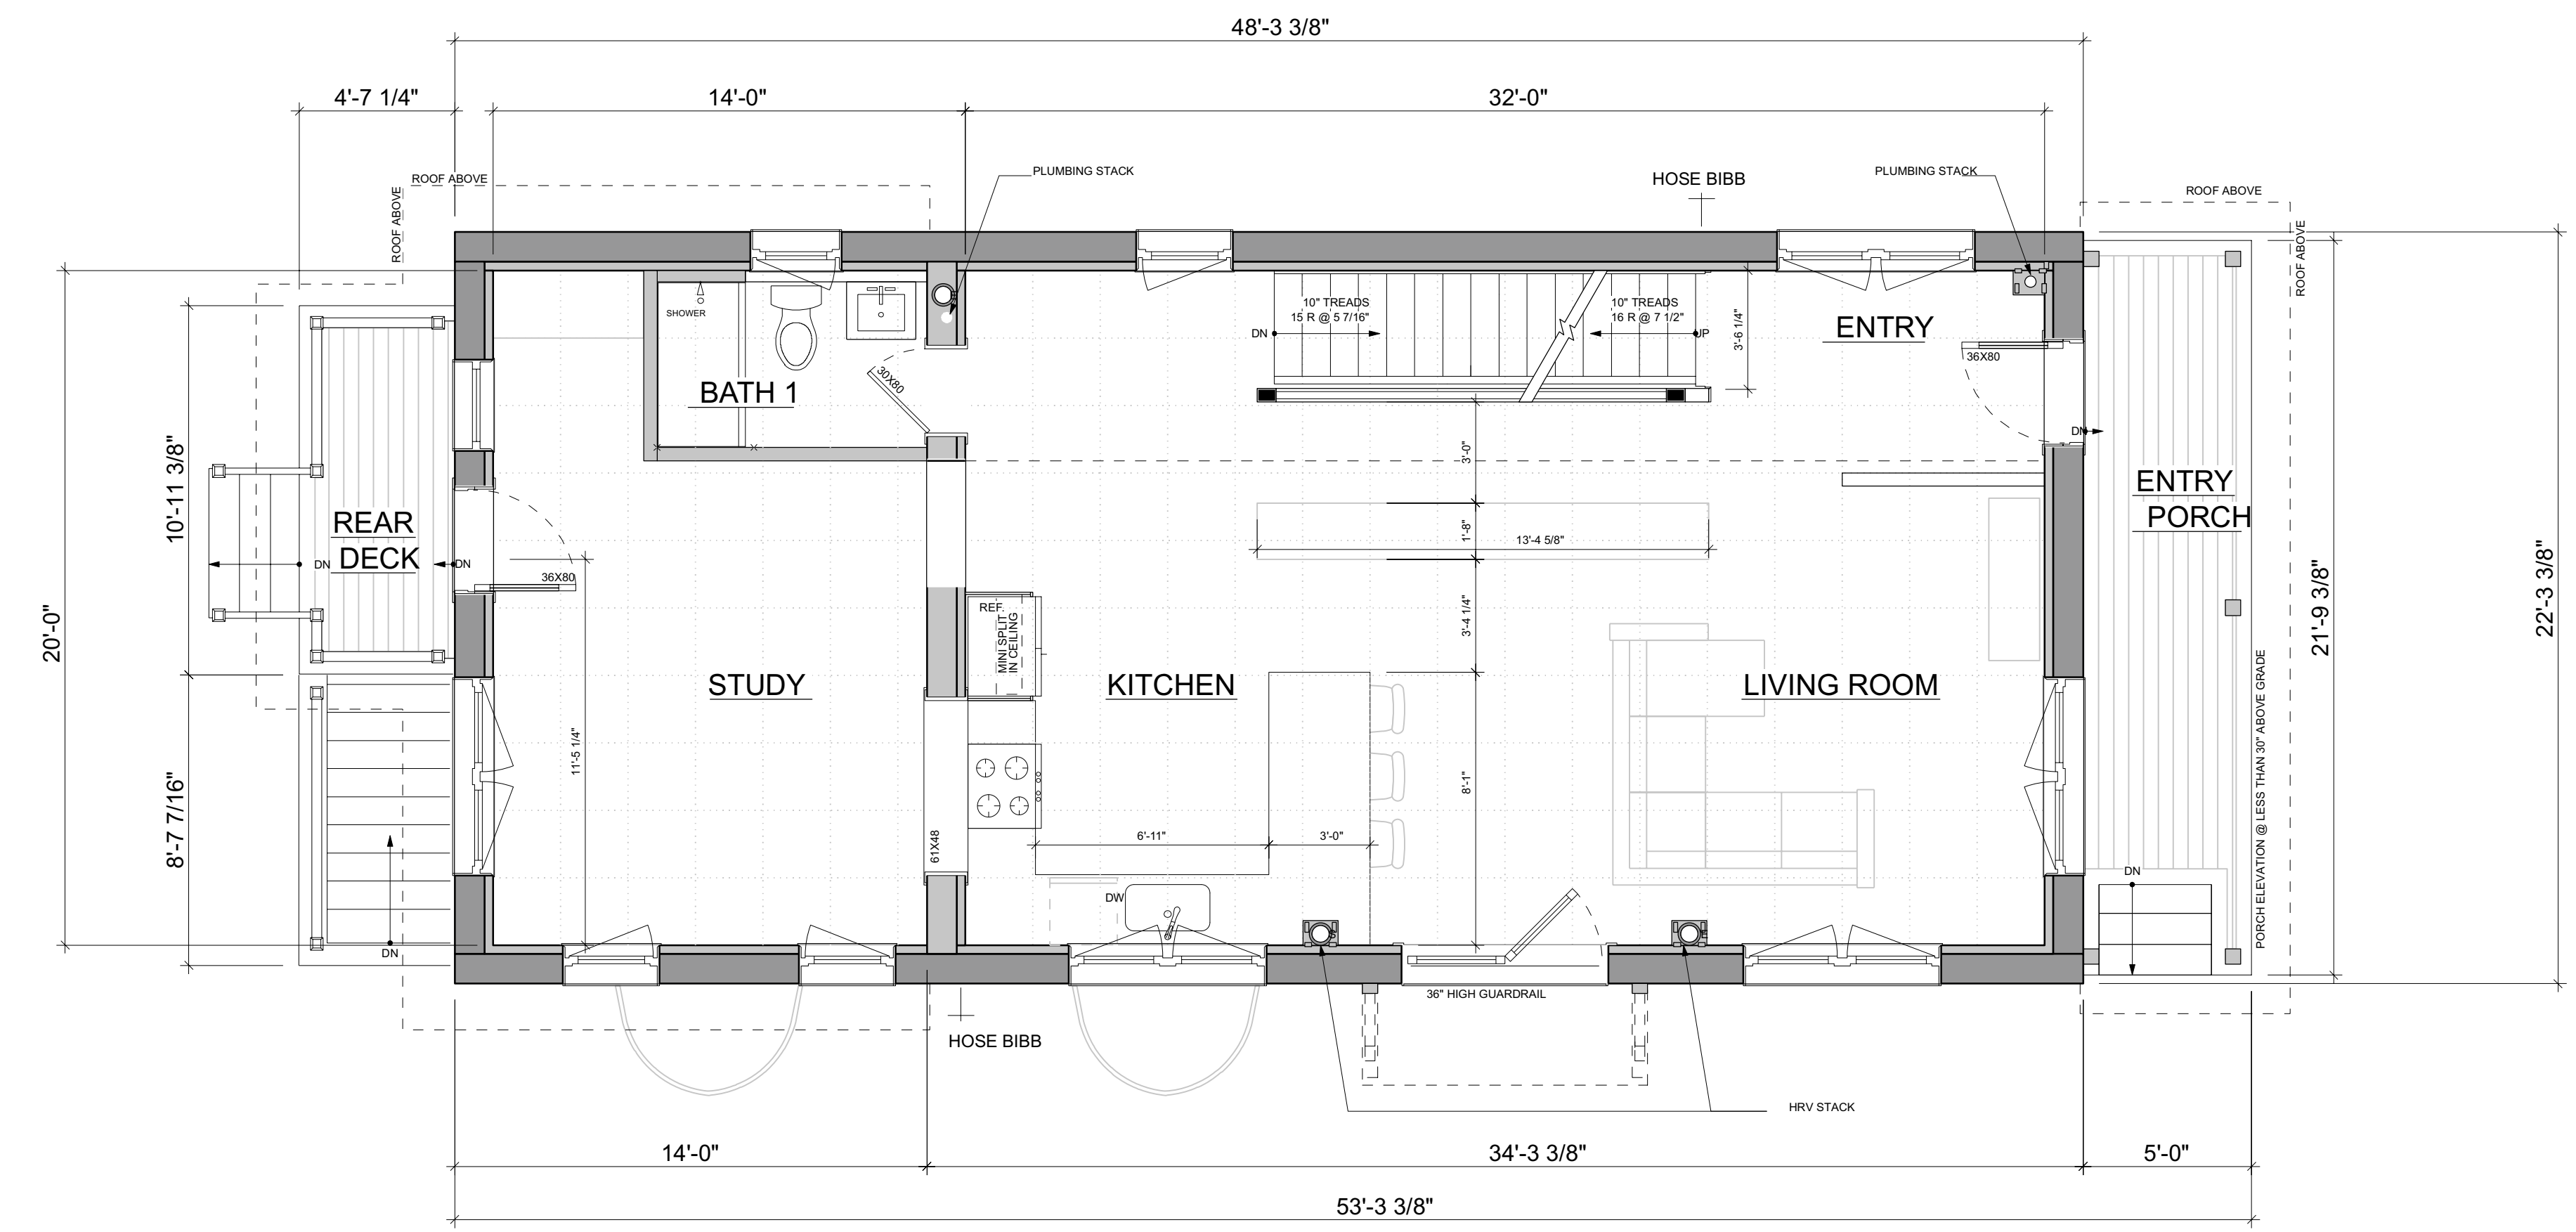 48'-3 3/8"
4'-7 1/4"
14'-0"
32'-0"
ROOF ABOVE
ROOF ABOVE
PLUMBING STACK
HOSE BIBB
PLUMBING STACK
ROOF ABOVE
ROOF ABOVE
SHOWER
30X80
BATH 1
10" TREADS
15 R @ 5 7/16"
DN
10" TREADS
16 R @ 7 1/2"
UP
3'-6 1/4"
ENTRY
36X80
DN
ENTRY
PORCH
10'-11 3/8"
REAR
DECK
DN
DN
36X80
3'-0"
1'-8"
13'-4 5/8"
3'-4 1/4"
20'-0"
21'-9 3/8"
22'-3 3/8"
REF.
MINI SPLIT
IN CEILING
STUDY
KITCHEN
LIVING ROOM
11'-5 1/4"
8'-1"
8'-7 7/16"
61X48
6'-11"
3'-0"
PORCH ELEVATION @ LESS THAN 30" ABOVE GRADE
DN
DW
DN
36" HIGH GUARDRAIL
HOSE BIBB
HRV STACK
14'-0"
34'-3 3/8"
5'-0"
53'-3 3/8"